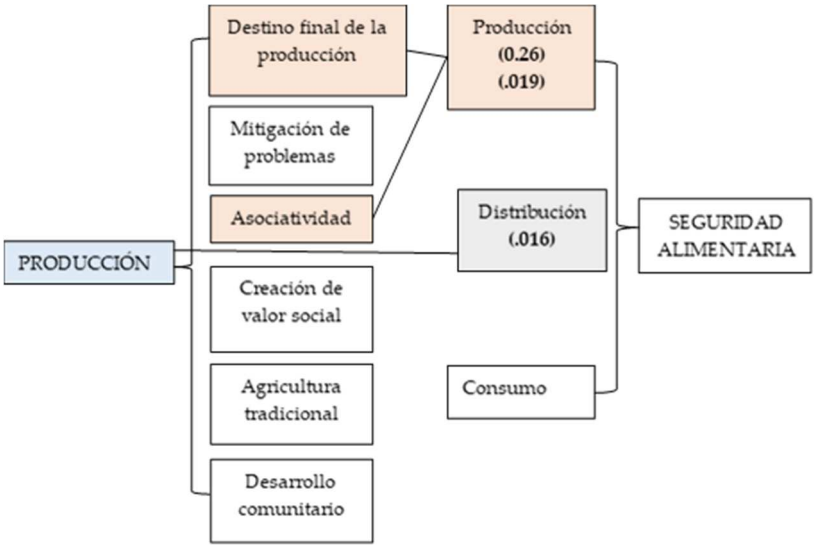 PRODUCCIÓN
Destino final de la
producción
Mitigación de
problemas
Asociatividad
Creación de
valor social
Agricultura
tradicional
Desarrollo
comunitario
Producción
(0.26)
(.019)
Distribución
(.016)
Consumo
SEGURIDAD
ALIMENTARIA